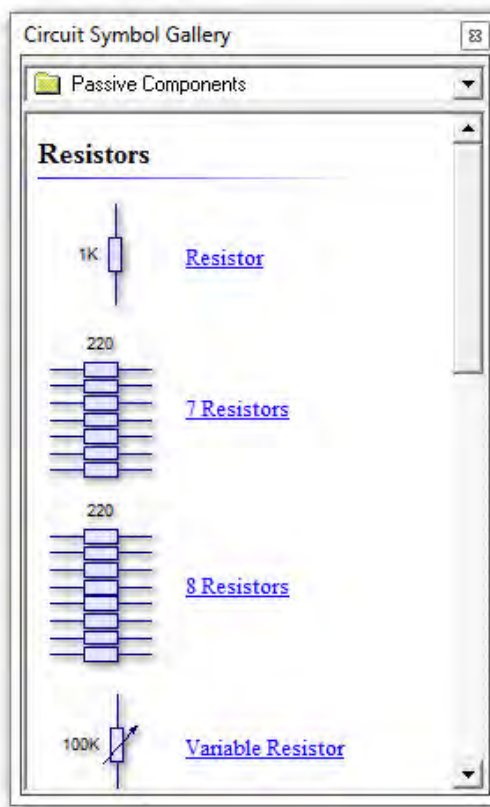 Circuit Symbol Gallery
Passive Components
Resistors
1K
Resistor
220
7 Resistors
220
8 Resistors
100K
Variable Resistor